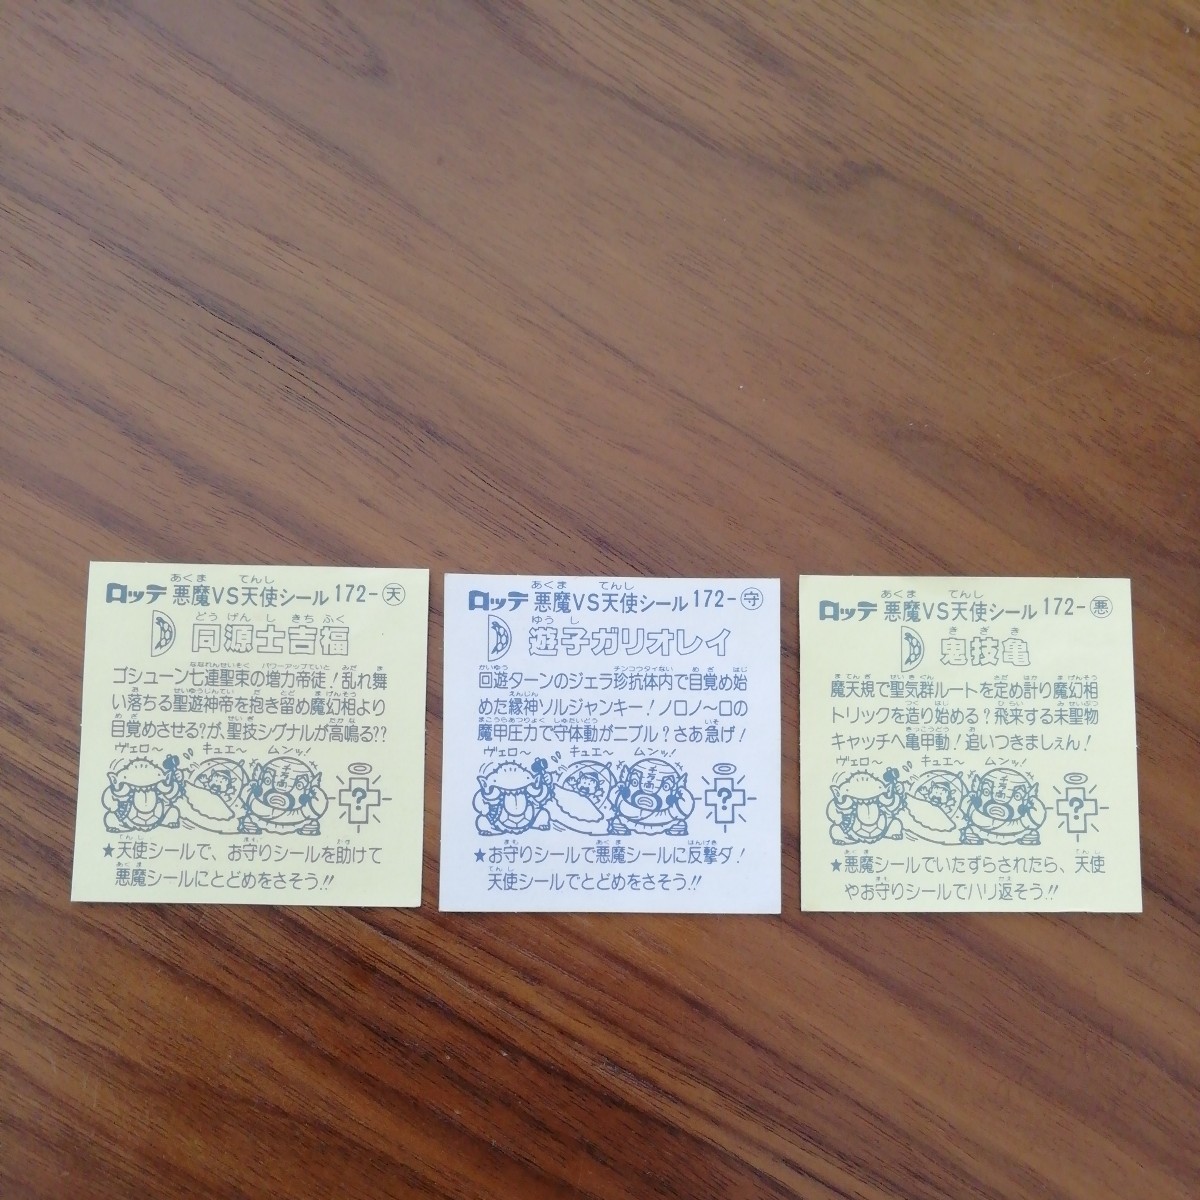 ロッテ 悪魔VS天使シール 172-天
あくま てんし
同源士吉福
どうげんしきちふく
ゴシューン七連聖束の増力帝徒!乱れ舞
い落ちる聖遊神帝を抱き留め魔幻相より
目覚めさせる?が、聖技シグナルが高鳴る??
ヴェロ〜 キュエ〜 ムンッ!
?
★天使シールで、お守りシールを助けて
悪魔シールにとどめをさそう!!
ロッテ 悪魔VS天使シール 172-守
あくま てんし
遊子ガリオレイ
ゆうし
回遊ターンのジェラ珍抗体内で目覚め始
めた縁神ソルジャンキー!ノロノ〜ロの
魔甲圧力で守体動がニブル?さあ急げ!
ヴェロ〜 キュエ〜 ムンッ!
?
★お守りシールで悪魔シールに反撃ダ!
天使シールでとどめをさそう!!
ロッテ 悪魔VS天使シール 172-悪
あくま てんし
鬼技亀
きぎき
魔天規で聖気群ルートを定め計り魔幻相
トリックを造り始める?飛来する未聖物
キャッチへ亀甲動!追いつきましぇん!
ヴェロ〜 キュエ〜 ムンッ!
?
★悪魔シールでいたずらされたら、天使
やお守りシールでハリ返そう!!